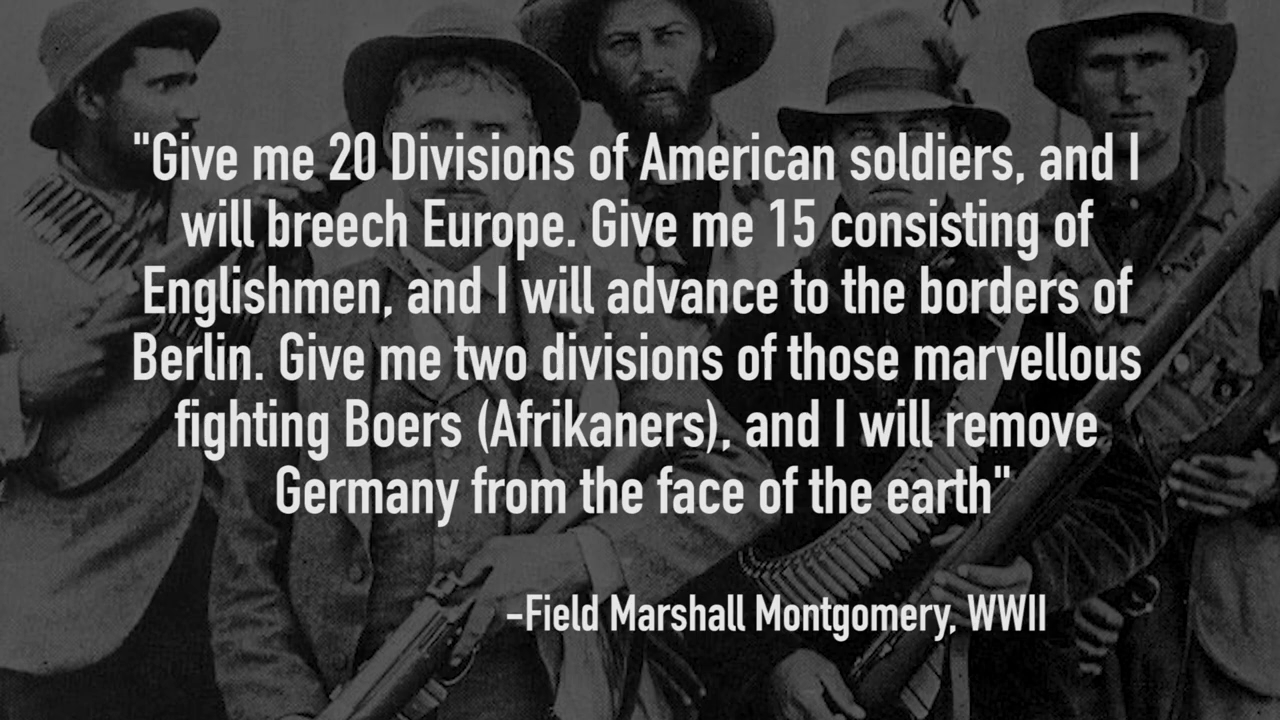 "Give me 20 Divisions of American soldiers, and I
will breech Europe. Give me 15 consisting of
Englishmen, and I will advance to the borders of
Berlin. Give me two divisions of those marvellous
fighting Boers (Afrikaners), and I will remove
Germany from the face of the earth"
-Field Marshall Montgomery, WWII